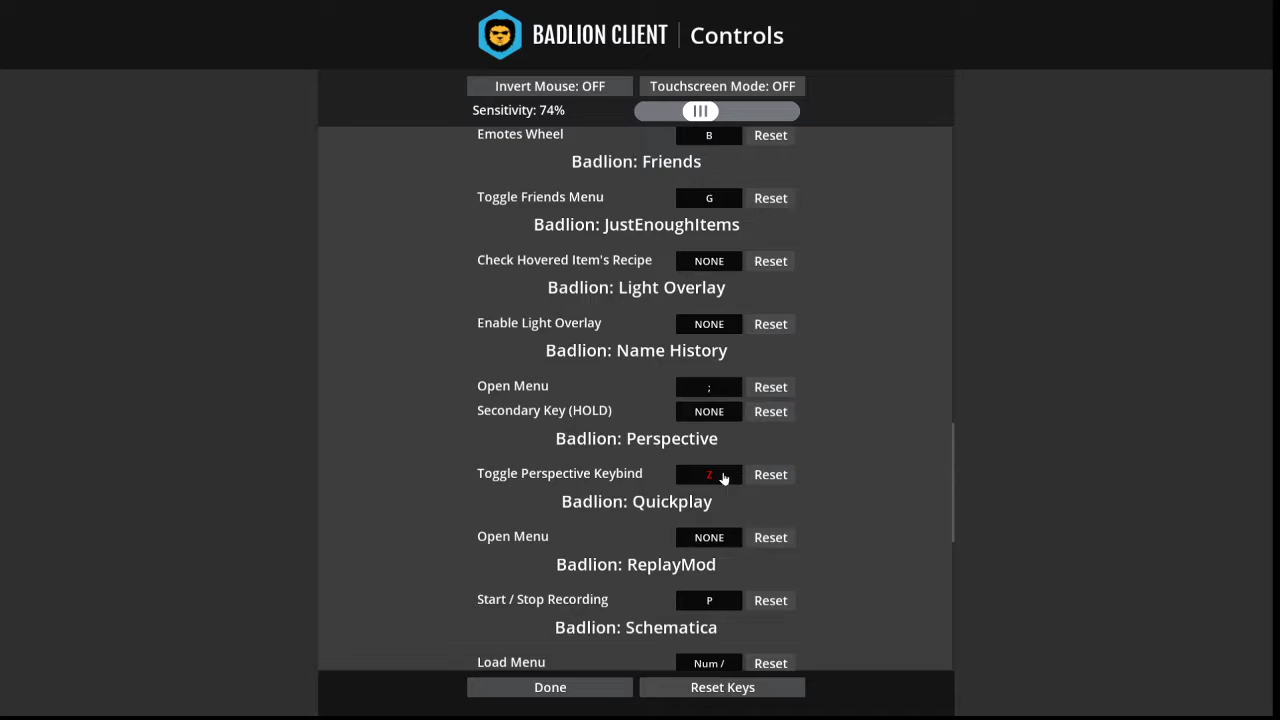 BADLION CLIENT | Controls
Invert Mouse: OFF Touchscreen Mode: OFF
Sensitivity: 74%
Emotes Wheel B Reset
Badlion: Friends
Toggle Friends Menu G Reset
Badlion: JustEnoughItems
Check Hovered Item's Recipe NONE Reset
Badlion: Light Overlay
Enable Light Overlay NONE Reset
Badlion: Name History
Open Menu ; Reset
Secondary Key (HOLD) NONE Reset
Badlion: Perspective
Toggle Perspective Keybind Z Reset
Badlion: Quickplay
Open Menu NONE Reset
Badlion: ReplayMod
Start / Stop Recording P Reset
Badlion: Schematica
Load Menu Num / Reset
Done Reset Keys